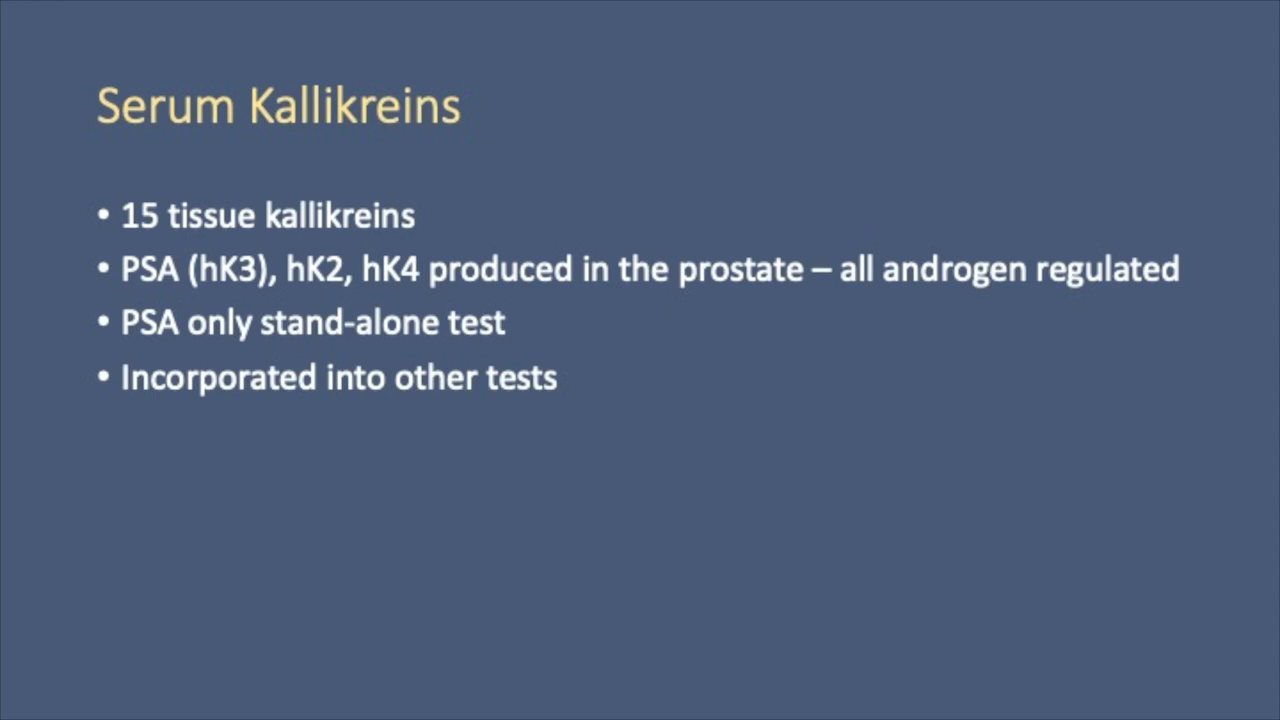 Serum Kallikreins
• 15 tissue kallikreins
• PSA (hK3), hK2, hK4 produced in the prostate – all androgen regulated
• PSA only stand-alone test
• Incorporated into other tests